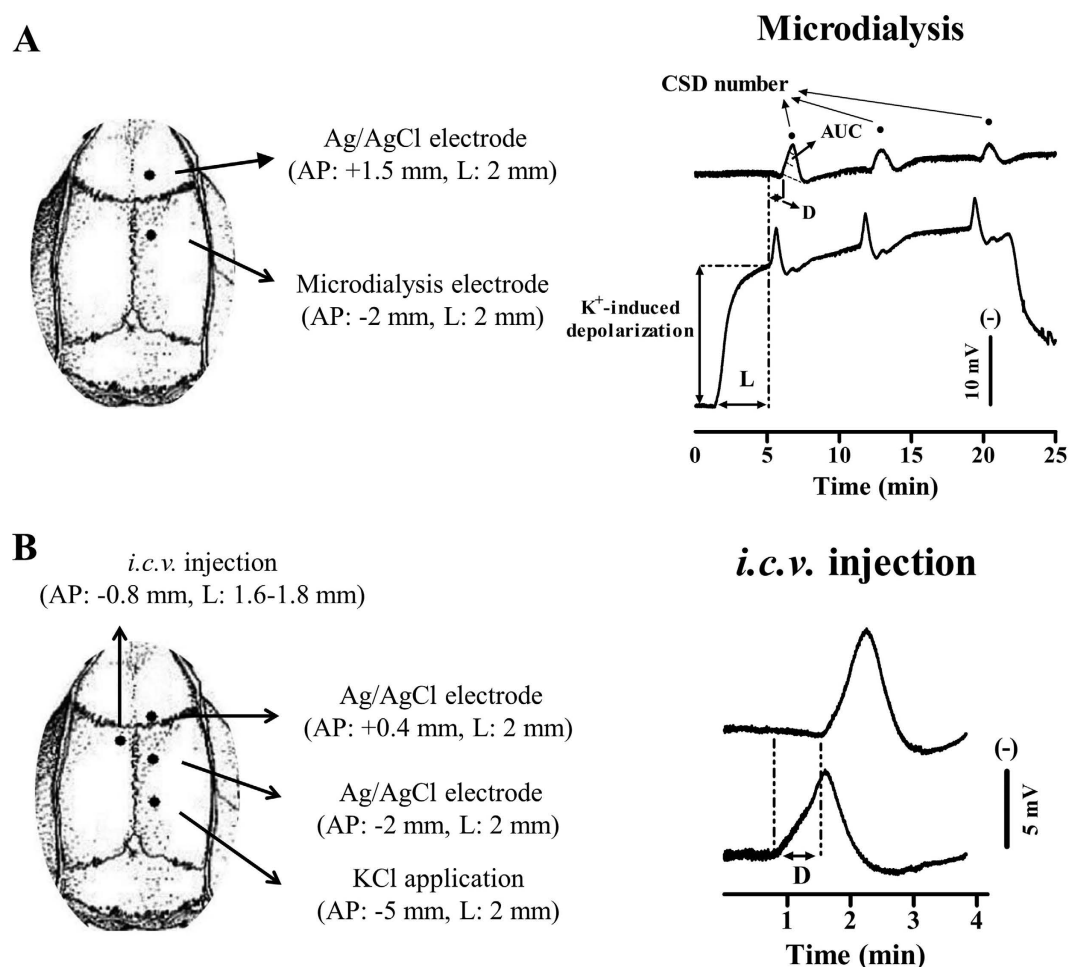 A
Microdialysis
CSD number
AUC
Ag/AgCl electrode
(AP: +1.5 mm, L: 2 mm)
D
Microdialysis electrode
(AP: -2 mm, L: 2 mm)
K⁺-induced
depolarization
L
(-)
10 mV
0 5 10 15 20 25
Time (min)
B
i.c.v. injection
(AP: -0.8 mm, L: 1.6-1.8 mm)
i.c.v. injection
Ag/AgCl electrode
(AP: +0.4 mm, L: 2 mm)
Ag/AgCl electrode
(AP: -2 mm, L: 2 mm)
KCl application
(AP: -5 mm, L: 2 mm)
(-)
5 mV
D
1 2 3 4
Time (min)